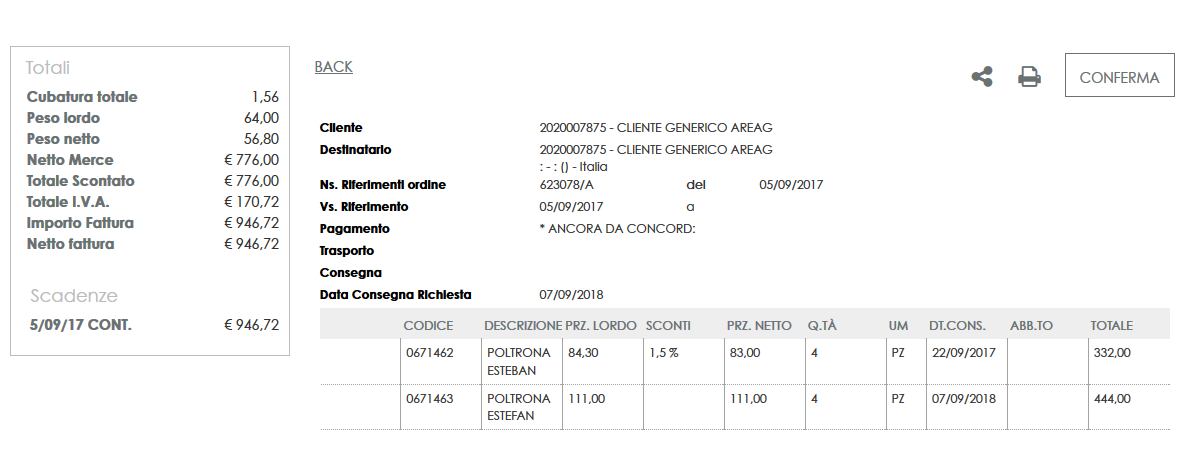 Totali
Cubatura totale 1,56
Peso lordo 64,00
Peso netto 56,80
Netto Merce € 776,00
Totale Scontato € 776,00
Totale I.V.A. € 170,72
Importo Fattura € 946,72
Netto fattura € 946,72
Scadenze
5/09/17 CONT. € 946,72
BACK
CONFERMA
Cliente 2020007875 - CLIENTE GENERICO AREAG
Destinatario 2020007875 - CLIENTE GENERICO AREAG
: - : () - Italia
Ns. Riferimenti ordine 623078/A del 05/09/2017
Vs. Riferimento 05/09/2017 a
Pagamento * ANCORA DA CONCORD:
Trasporto
Consegna
Data Consegna Richiesta 07/09/2018
CODICE DESCRIZIONE PRZ. LORDO SCONTI PRZ. NETTO Q.TÀ UM DT.CONS. ABB.TO TOTALE
0671462 POLTRONA 84,30 1,5 % 83,00 4 PZ 22/09/2017 332,00
ESTEBAN
0671463 POLTRONA 111,00 111,00 4 PZ 07/09/2018 444,00
ESTEFAN